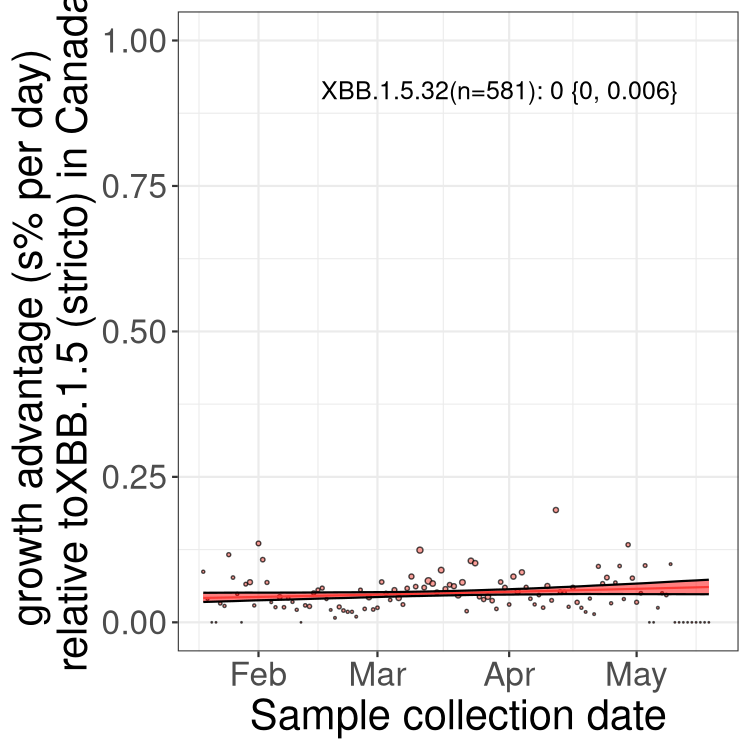 growth advantage (s% per day)
relative toXBB.1.5 (stricto) in Canada
1.00
0.75
0.50
0.25
0.00
XBB.1.5.32(n=581): 0 {0, 0.006}
Feb Mar Apr May
Sample collection date